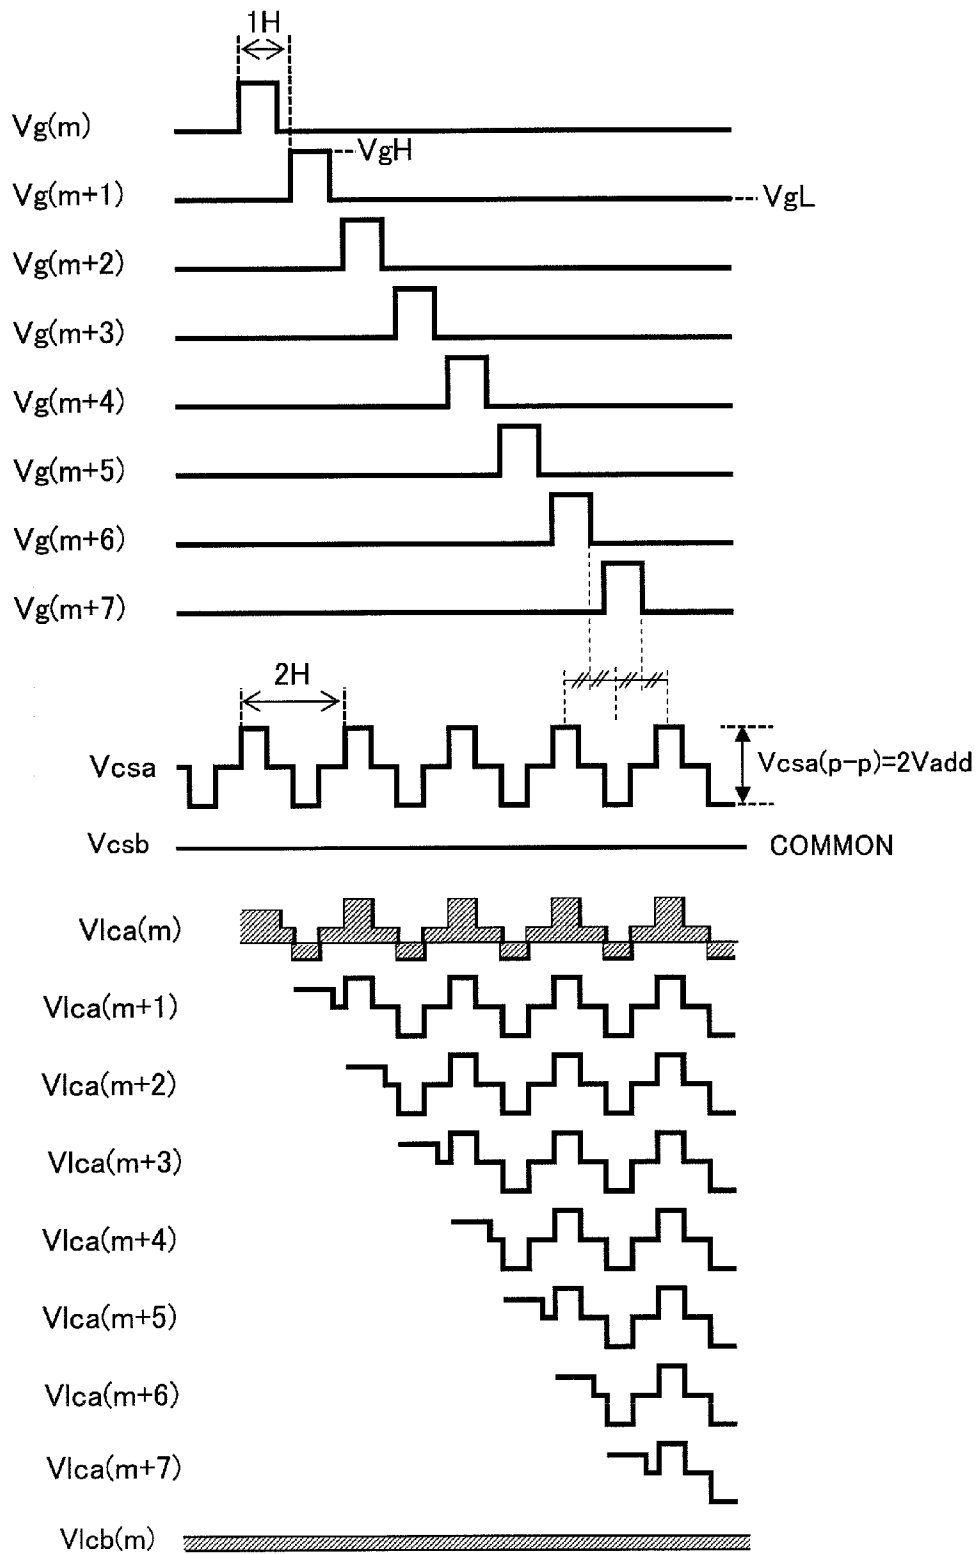 1H
Vg(m)
VgH
Vg(m+1)
VgL
Vg(m+2)
Vg(m+3)
Vg(m+4)
Vg(m+5)
Vg(m+6)
Vg(m+7)
2H
Vcsa
Vcsa(p-p)=2Vadd
Vcsb
COMMON
Vlca(m)
Vlca(m+1)
Vlca(m+2)
Vlca(m+3)
Vlca(m+4)
Vlca(m+5)
Vlca(m+6)
Vlca(m+7)
Vlcb(m)